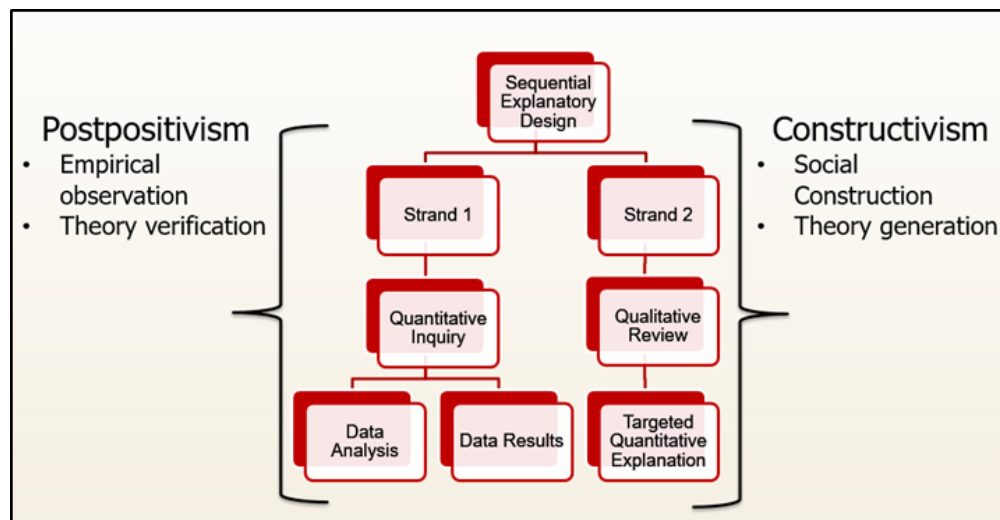 Sequential
Explanatory
Design
Postpositivism
• Empirical
observation
• Theory verification
Constructivism
• Social
Construction
• Theory generation
Strand 1
Strand 2
Quantitative
Inquiry
Qualitative
Review
Data
Analysis
Data Results
Targeted
Quantitative
Explanation